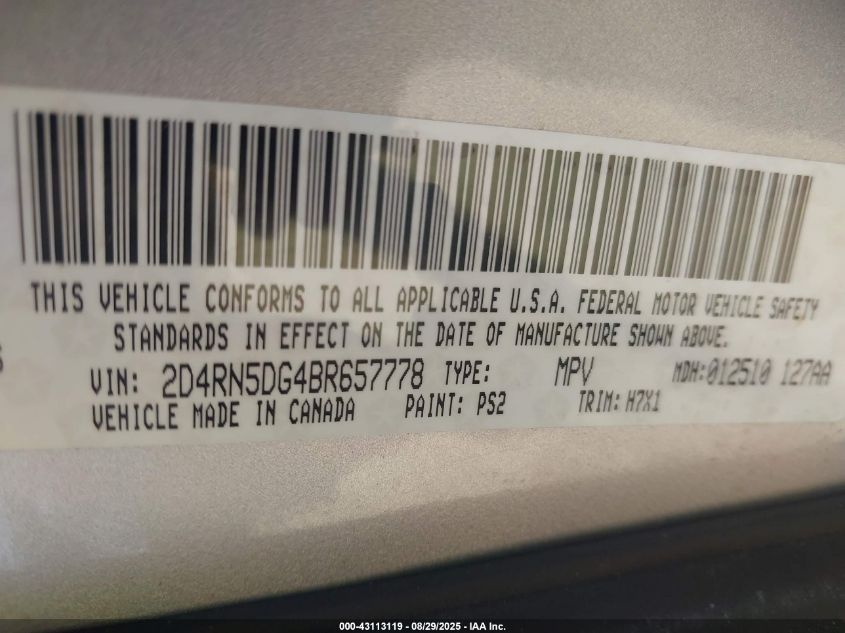 THIS VEHICLE CONFORMS TO ALL APPLICABLE U.S.A. FEDERAL MOTOR VEHICLE SAFETY
STANDARDS IN EFFECT ON THE DATE OF MANUFACTURE SHOWN ABOVE.
VIN: 2D4RN5DG4BR657778 TYPE: MPV MDH:012510 127AA
VEHICLE MADE IN CANADA PAINT: PS2 TRIM: H7X1
000-43113119 - 08/29/2025 - IAA Inc.